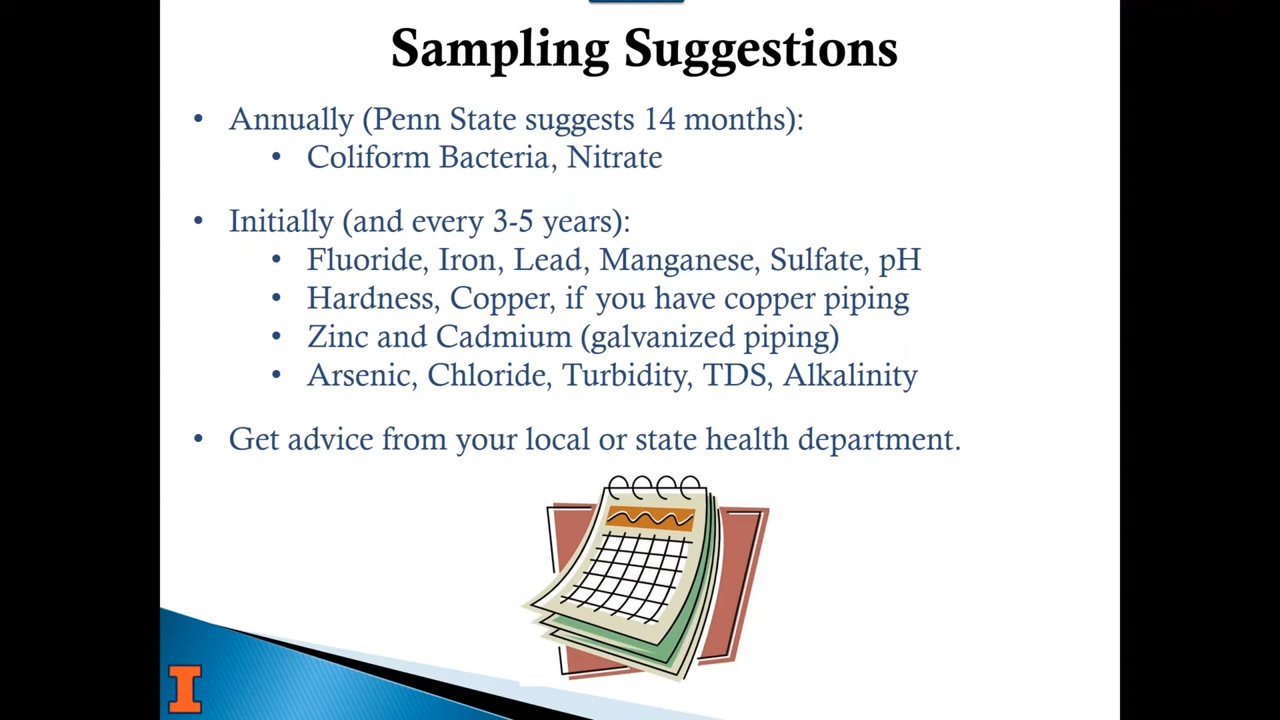 Sampling Suggestions
• Annually (Penn State suggests 14 months):
• Coliform Bacteria, Nitrate
• Initially (and every 3-5 years):
• Fluoride, Iron, Lead, Manganese, Sulfate, pH
• Hardness, Copper, if you have copper piping
• Zinc and Cadmium (galvanized piping)
• Arsenic, Chloride, Turbidity, TDS, Alkalinity
• Get advice from your local or state health department.
I